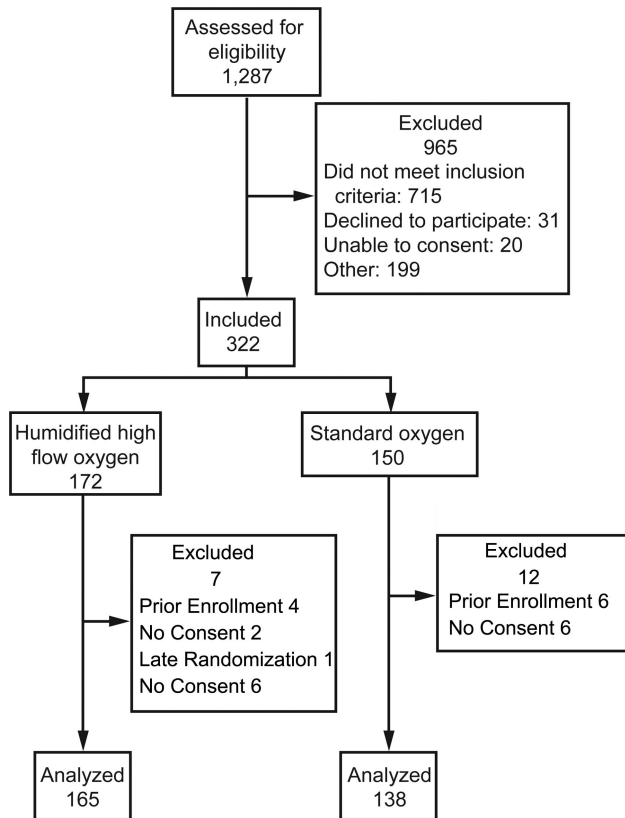 Assessed for
eligibility
1,287
Excluded
965
Did not meet inclusion
criteria: 715
Declined to participate: 31
Unable to consent: 20
Other: 199
Included
322
Humidified high
flow oxygen
172
Standard oxygen
150
Excluded
7
Prior Enrollment 4
No Consent 2
Late Randomization 1
No Consent 6
Excluded
12
Prior Enrollment 6
No Consent 6
Analyzed
165
Analyzed
138